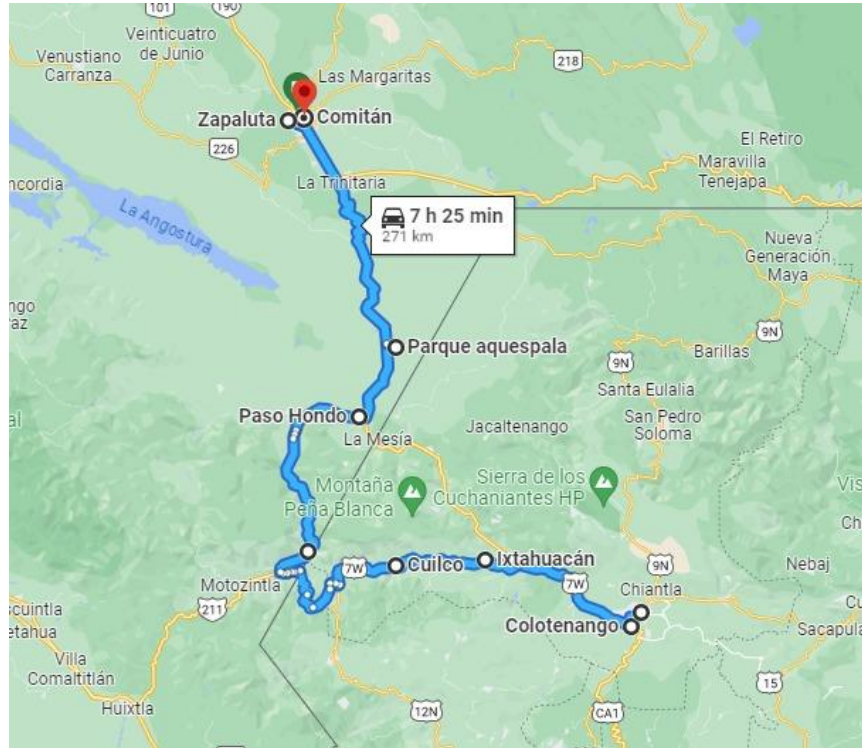 101
190
Veinticuatro
de Junio
Venustiano
Carranza
Las Margaritas
218
Zapaluta
Comitán
226
El Retiro
Maravilla
Tenejapa
ncordia
La Trinitaria
La Angostura
7 h 25 min
271 km
Nueva
Generación
Maya
ngo
az
Parque aquespala
9N
Barillas
9N
Santa Eulalia
Paso Hondo
La Mesía
Jacaltenango
San Pedro
Soloma
al
Montaña
Peña Blanca
Sierra de los
Cuchaniantes HP
Vis
Ch
7W
Cuilco
Ixtahuacán
9N
Nebaj
Motozintla
7W
Chiantla
211
Colotenango
Cu
scuintla
etahua
Sacapula
Villa
Comaltitlán
15
Huixtla
12N
CA1